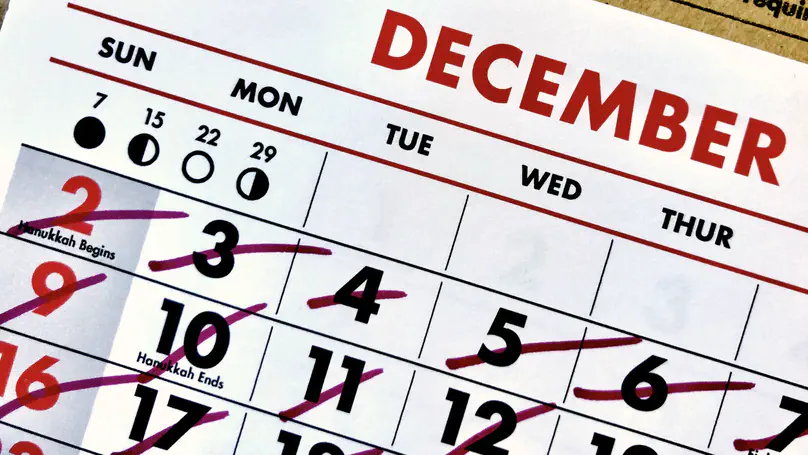 DECEMBER
SUN MON TUE WED THUR
7 15 22 29
2 3 4 5 6 7
Hanukkah Begins
9 10 11 12
Hanukkah Ends
16 17